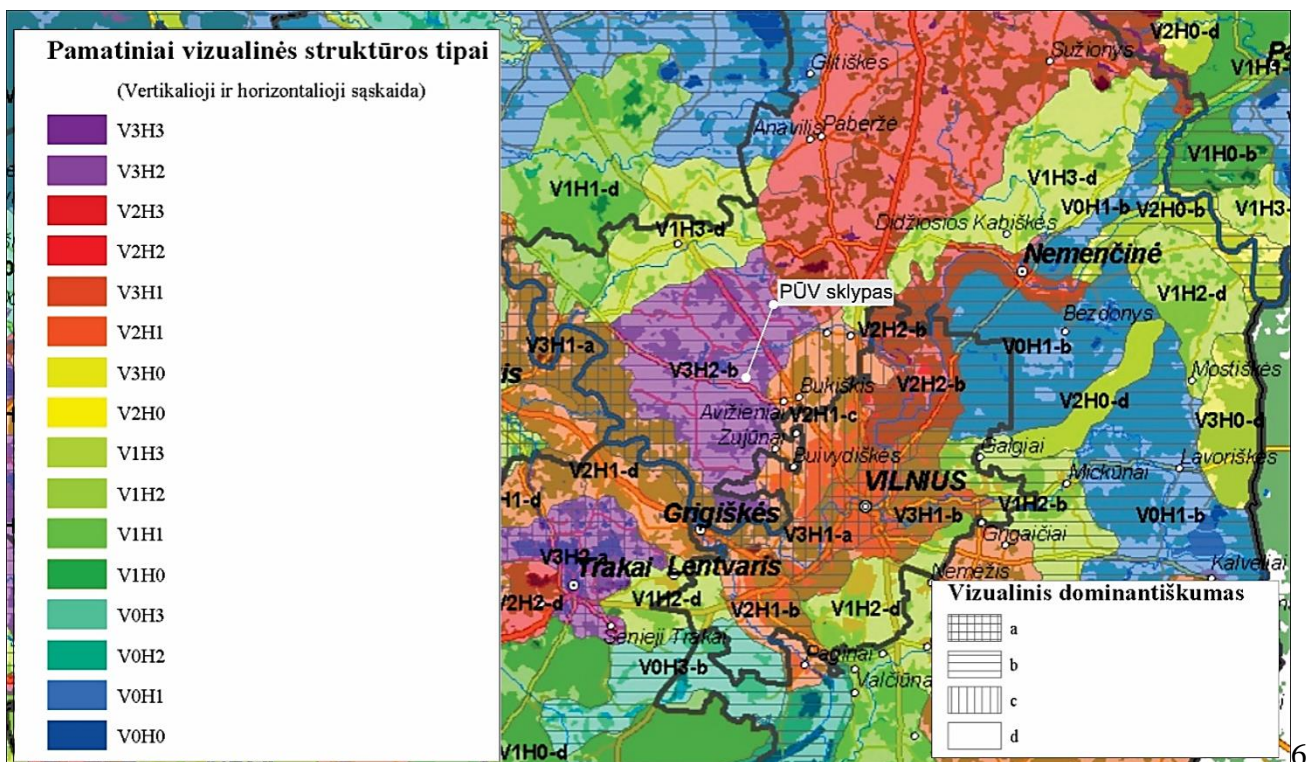 Pamatiniai vizualinės struktūros tipai
(Vertikalioji ir horizontalioji sąskaida)
V3H3
V3H2
V2H3
V2H2
V3H1
V2H1
V3H0
V2H0
V1H3
V1H2
V1H1
V1H0
V0H3
V0H2
V0H1
V0H0
V2H0-d
Glitiškės
Sužionys
Anavilis
Paberžė
V1H1-d
V1H3-d
V1H0-b
V0H1-b
V2H0-b
V1H3-
Didžiosios Kabiškės
V1H3-d
Nemenčinė
PŪV sklypas
V1H2-d
Bezdonys
V2H2-b
V0H1-b
V3H1-a
V3H2-b
Bukiškis
V2H2-b
Mostiškės
V2H0-d
Avižieniai
V2H1-c
V3H0-d
Zujūnai
Buivydiškės
Galgiai
V2H1-d
Mickūnai
Lavoriškės
VILNIUS
V1H2-b
Grigiškės
V3H1-b
V0H1-b
V3H1-a
Grigaičiai
V3H2-a
Trakai
Lentvaris
Nemėžis
Kalveliai
V2H2-d
V1H2-d
V2H1-b
V1H2-d
Senieji Trakai
V0H3-b
Pagiriai
V1H0-d
Vizualinis dominantiškumas
a
b
c
d
6